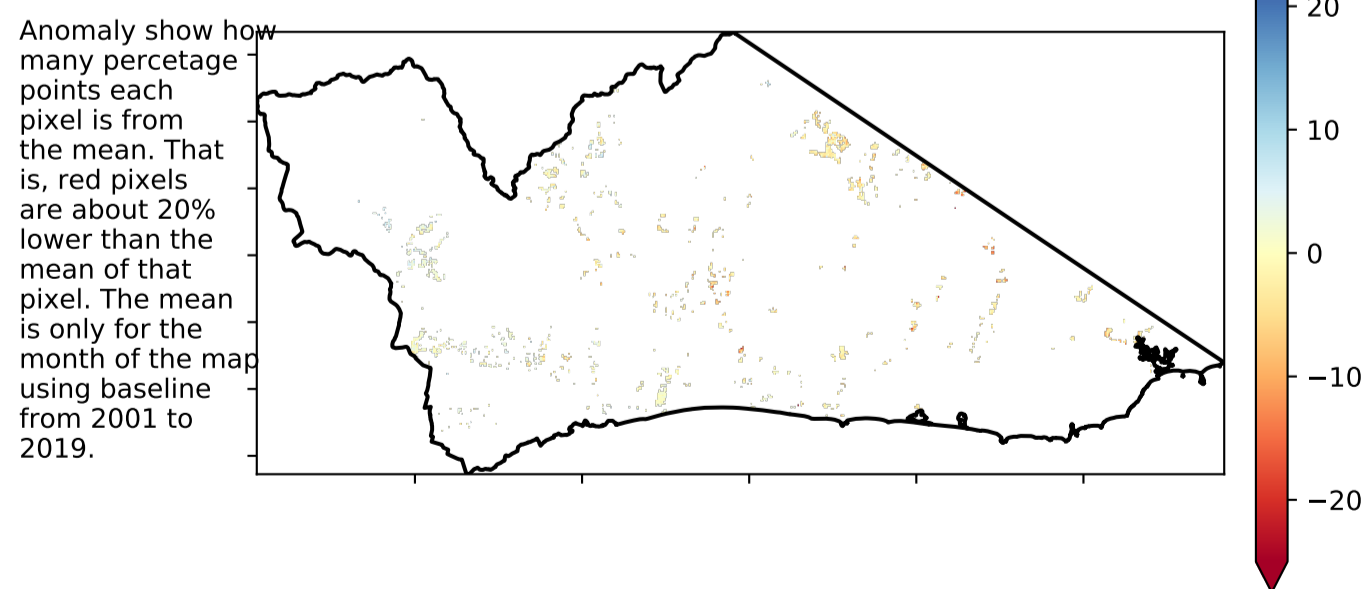 Anomaly show how
many percetage
points each
pixel is from
the mean. That
is, red pixels
are about 20%
lower than the
mean of that
pixel. The mean
is only for the
month of the map
using baseline
from 2001 to
2019.
20
10
0
−10
−20